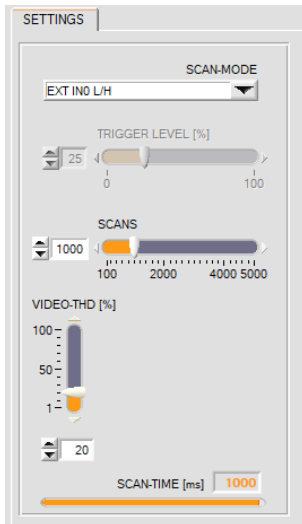 SETTINGS
SCAN-MODE
EXT IN0 L/H
TRIGGER LEVEL [%]
25
0 100
SCANS
1000
100 2000 4000 5000
VIDEO-THD [%]
100
50
1
20
SCAN-TIME [ms] 1000